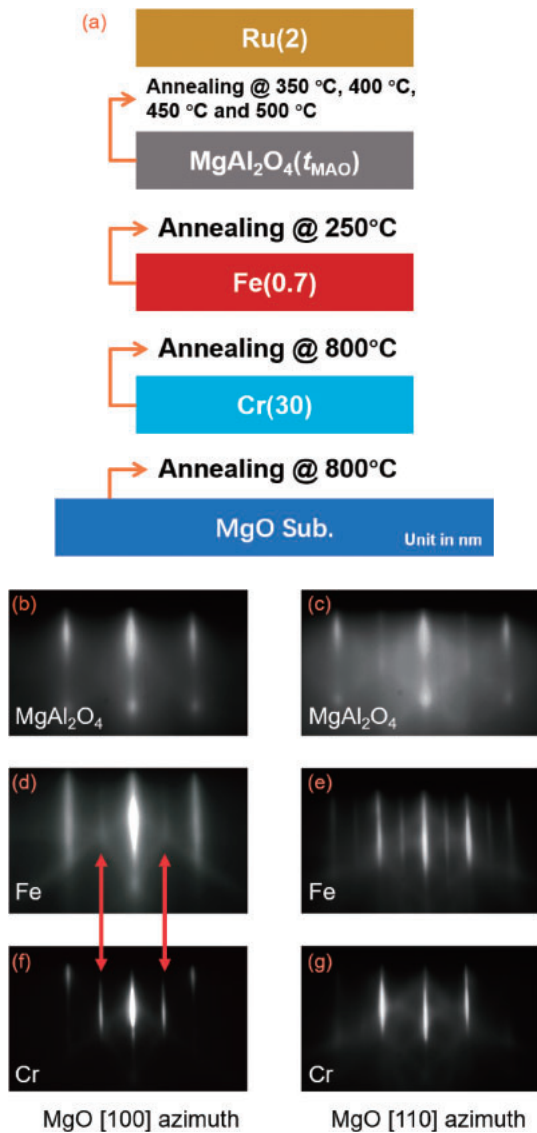 (a)
Ru(2)
Annealing @ 350 °C, 400 °C,
450 °C and 500 °C
MgAl₂O₄(tMAO)
Annealing @ 250°C
Fe(0.7)
Annealing @ 800°C
Cr(30)
Annealing @ 800°C
MgO Sub.
Unit in nm
(b)
MgAl₂O₄
(c)
MgAl₂O₄
(d)
Fe
(e)
Fe
(f)
Cr
(g)
Cr
MgO [100] azimuth
MgO [110] azimuth